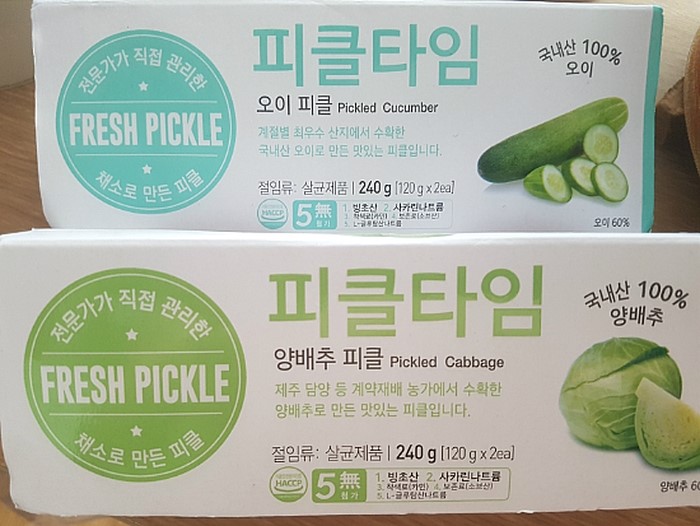 전문가가 직접 관리한
FRESH PICKLE
채소로 만든 피클
피클타임
오이 피클 Pickled Cucumber
계절별 최우수 산지에서 수확한
국내산 오이로 만든 맛있는 피클입니다.
절임류: 살균제품 | 240 g [120 g x 2ea]
HACCP
5無
첨가
1. 빙초산 2. 사카린나트륨
3. 착색료(카민) 4. 보존료(소브산)
5. L-글루탐산나트륨
국내산 100%
오이
오이 60%
전문가가 직접 관리한
FRESH PICKLE
채소로 만든 피클
피클타임
양배추 피클 Pickled Cabbage
제주 담양 등 계약재배 농가에서 수확한
양배추로 만든 맛있는 피클입니다.
절임류: 살균제품 | 240 g [120 g x 2ea]
HACCP
5無
첨가
1. 빙초산 2. 사카린나트륨
3. 착색료(카민) 4. 보존료(소브산)
5. L-글루탐산나트륨
국내산 100%
양배추
양배추